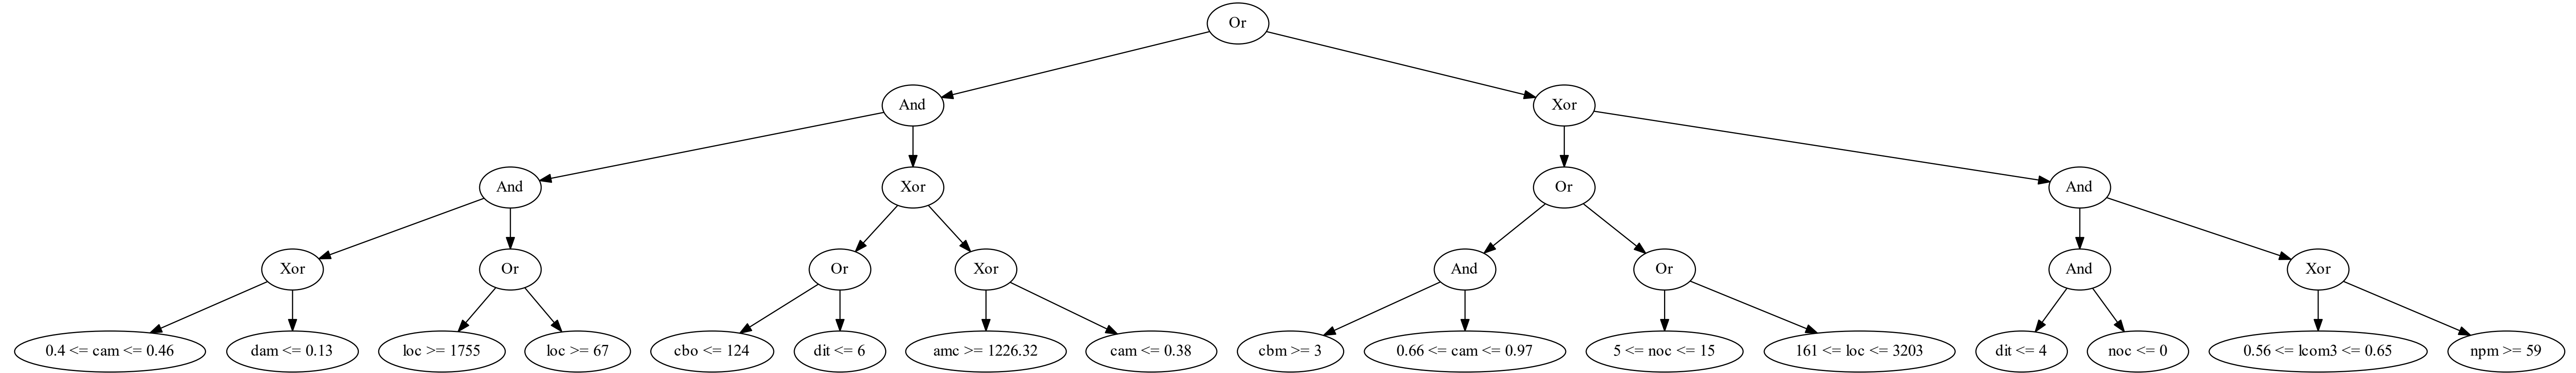 Or
And
Xor
And
Xor
Or
And
Xor
Or
Or
Xor
And
Or
And
Xor
0.4 <= cam <= 0.46
dam <= 0.13
loc >= 1755
loc >= 67
cbo <= 124
dit <= 6
amc >= 1226.32
cam <= 0.38
cbm >= 3
0.66 <= cam <= 0.97
5 <= noc <= 15
161 <= loc <= 3203
dit <= 4
noc <= 0
0.56 <= lcom3 <= 0.65
npm >= 59